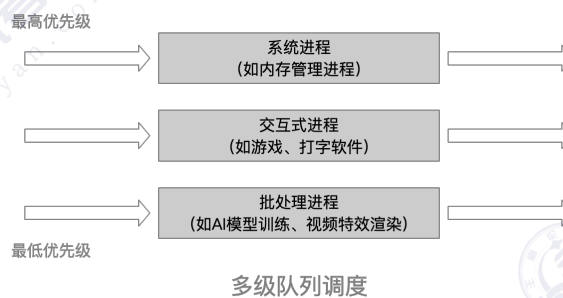 最高优先级
系统进程
（如内存管理进程）
交互式进程
（如游戏、打字软件）
批处理进程
（如AI模型训练、视频特效渲染）
最低优先级
多级队列调度